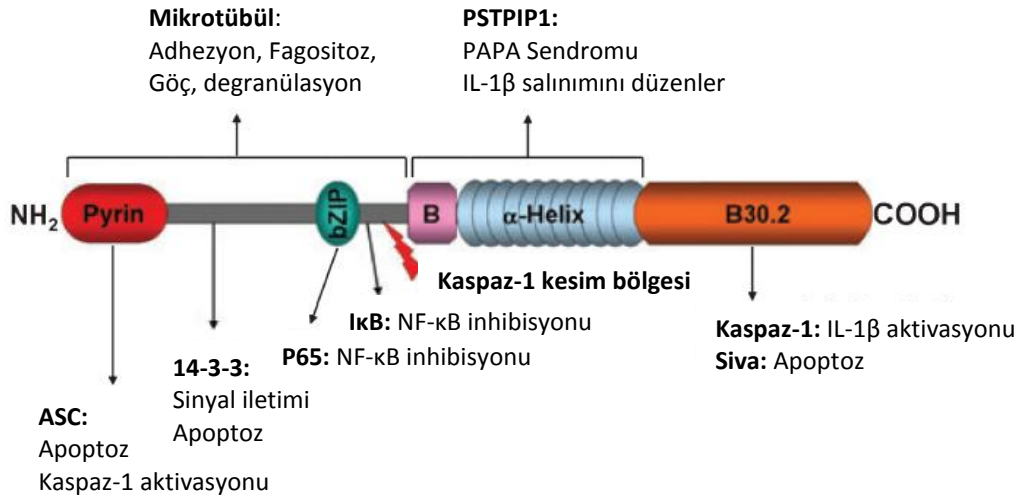 Mikrotübül:
Adhezyon, Fagositoz,
Göç, degranülasyon
PSTPIP1:
PAPA Sendromu
IL-1β salınımını düzenler
NH2
Pyrin
bZIP
B
α-Helix
B30.2
COOH
Kaspaz-1 kesim bölgesi
IκB: NF-κB inhibisyonu
P65: NF-κB inhibisyonu
Kaspaz-1: IL-1β aktivasyonu
Siva: Apoptoz
14-3-3:
Sinyal iletimi
Apoptoz
ASC:
Apoptoz
Kaspaz-1 aktivasyonu